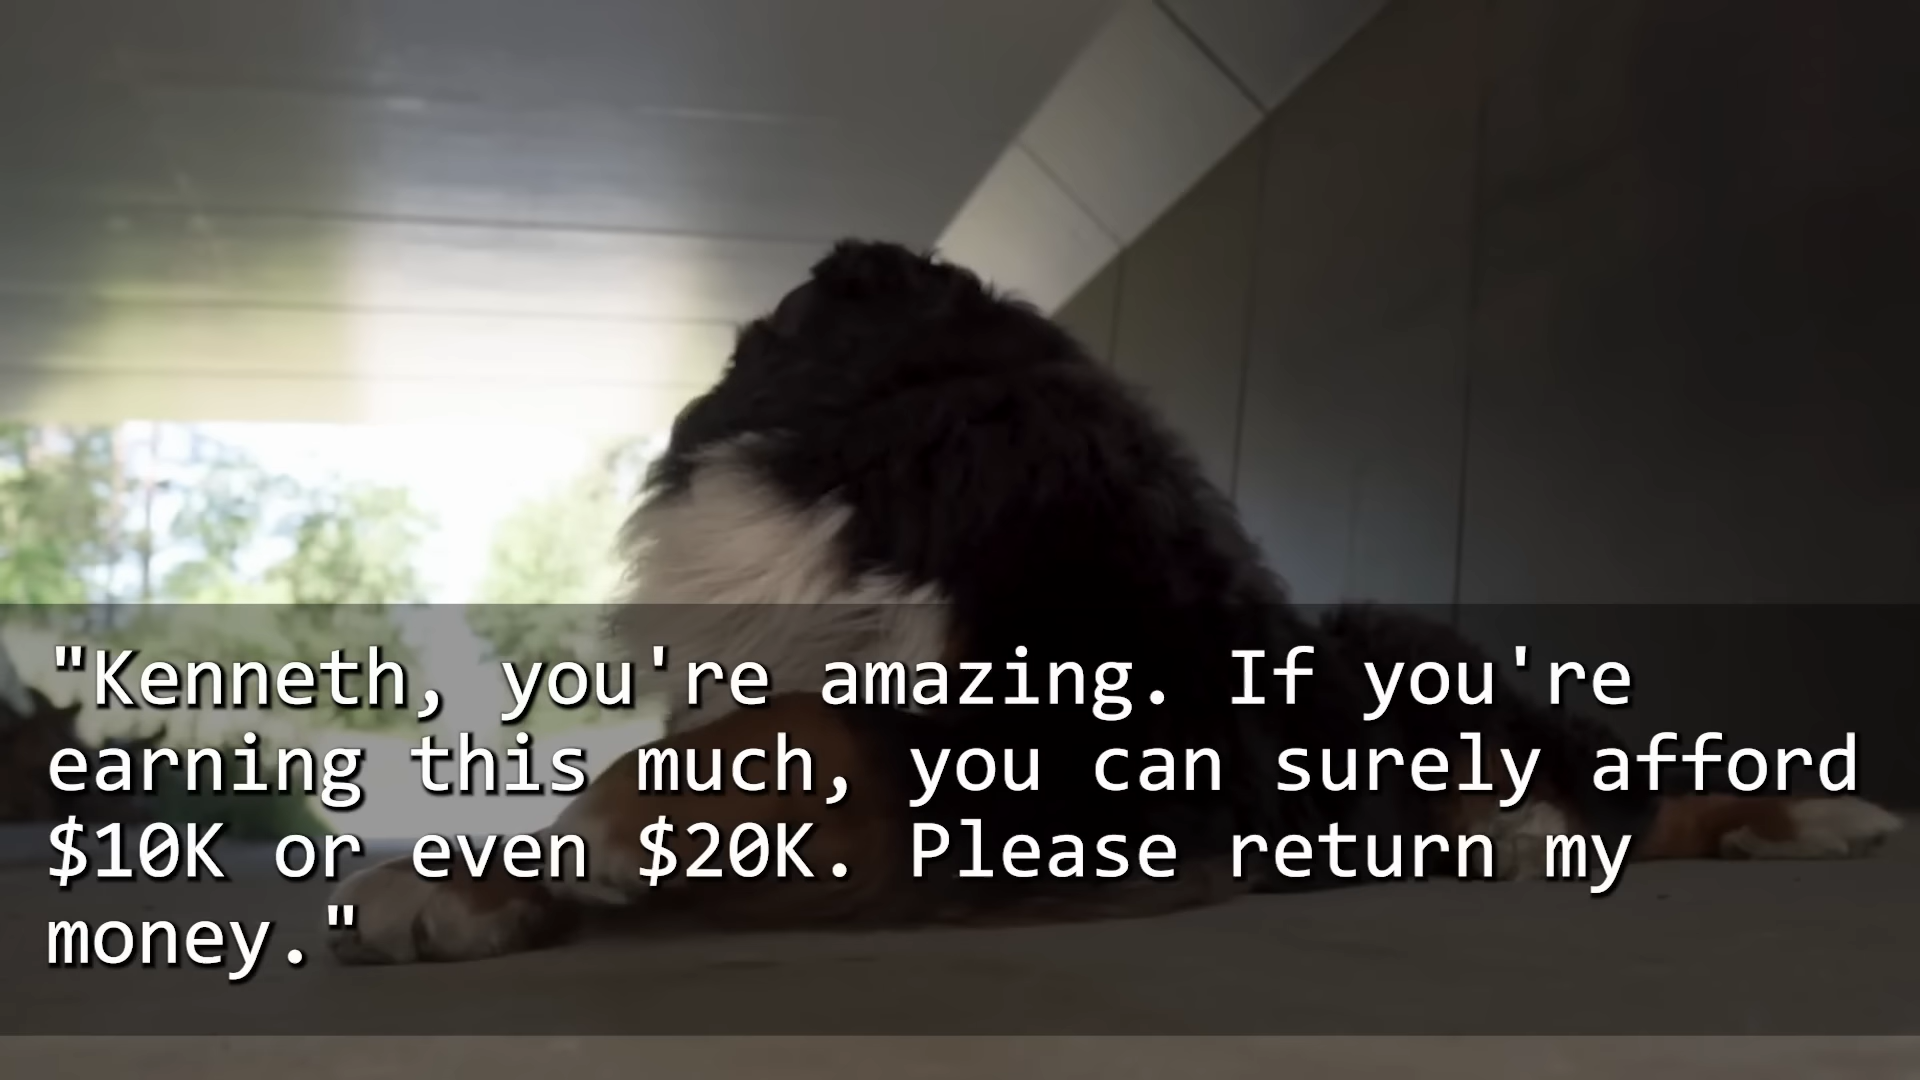 "Kenneth, you're amazing. If you're
earning this much, you can surely afford
$10K or even $20K. Please return my
money."